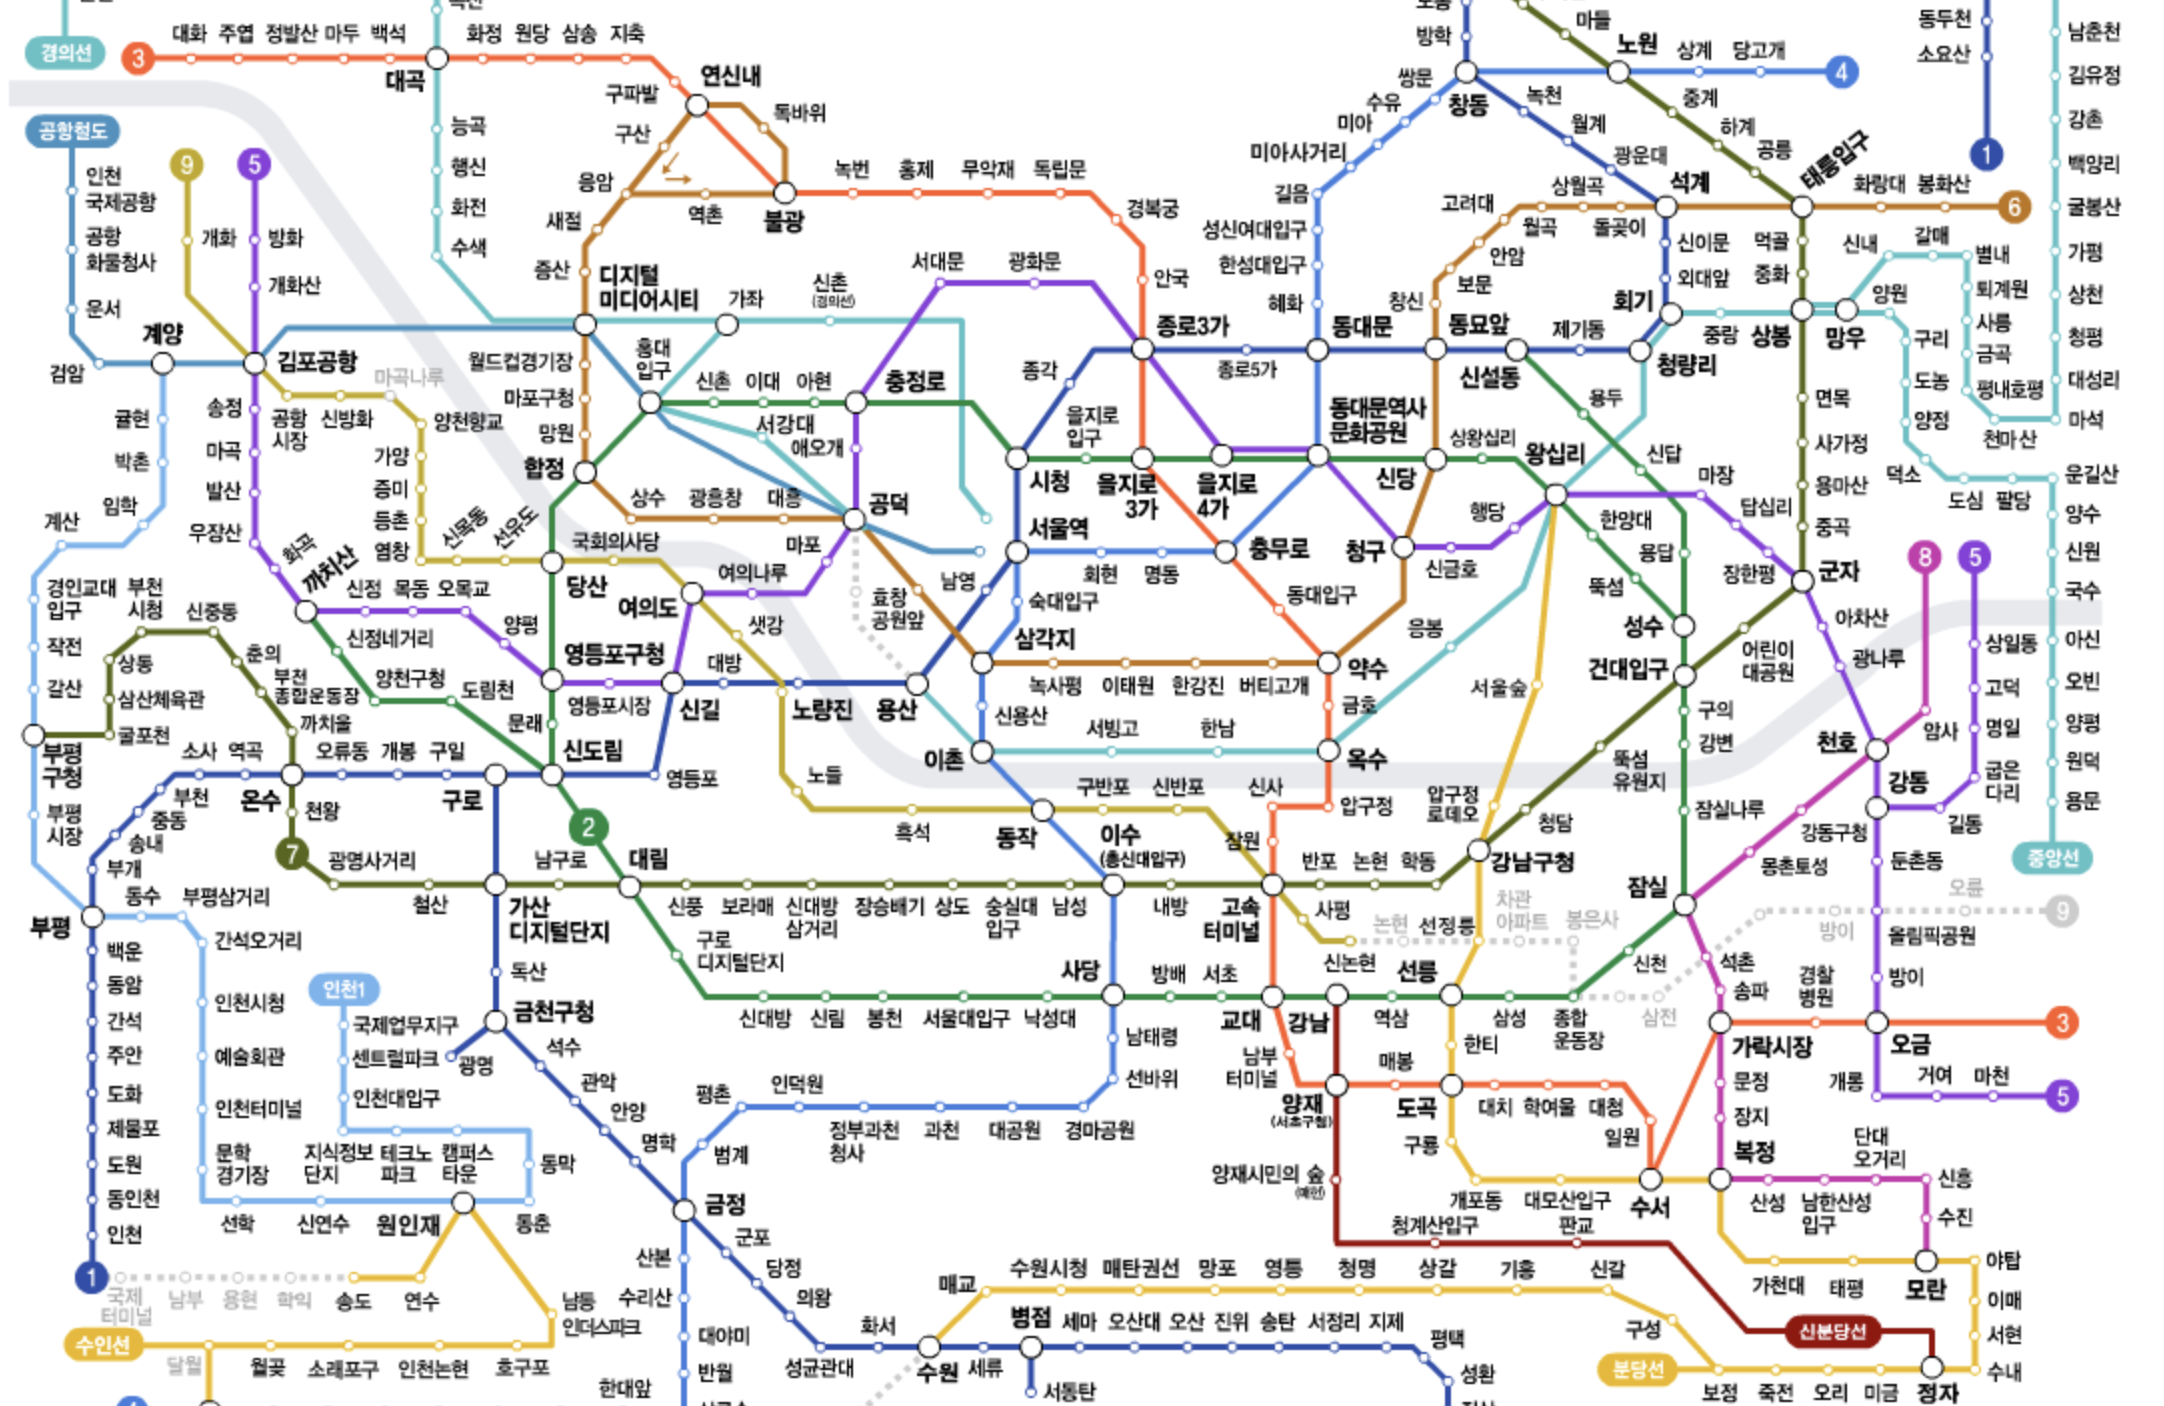 경의선
3
대화 주엽 정발산 마두 백석
대곡
화정 원당 삼송 지축
구파발
연신내
독바위
구산
응암
역촌
불광
새절
증산
녹번 홍제 무악재 독립문
경복궁
안국
방학
쌍문
창동
수유
미아
미아사거리
길음
성신여대입구
한성대입구
혜화
마들
노원
상계 당고개
4
녹천
월계
광운대
석계
중계
하계
공릉
태릉입구
화랑대 봉화산
6
동두천
소요산
1
남춘천
김유정
강촌
백양리
굴봉산
가평
상천
청평
대성리
마석
공항철도
인천
국제공항
공항
화물청사
운서
검암
계양
9
개화
5
방화
개화산
김포공항
능곡
행신
화전
수색
디지털
미디어시티
가좌
신촌
(경의선)
서대문
광화문
종로3가
종로5가
동대문
동묘앞
제기동
신설동
청량리
회기
고려대
상월곡
월곡
돌곶이
안암
보문
창신
신이문
외대앞
먹골
중화
중랑
상봉
망우
신내
갈매
별내
퇴계원
사릉
금곡
평내호평
천마산
양원
구리
도농
양정
덕소
도심 팔당
운길산
양수
신원
국수
아신
오빈
양평
원덕
용문
중앙선
귤현
박촌
임학
계산
경인교대
입구
작전
갈산
부평
구청
부평
시장
송정
마곡
발산
우장산
화곡
까치산
마곡나루
공항
시장
신방화
양천향교
가양
증미
등촌
염창
신목동
선유도
국회의사당
월드컵경기장
마포구청
망원
합정
홍대
입구
신촌 이대 아현
충정로
서강대
애오개
상수 광흥창 대흥
공덕
마포
여의나루
여의도
효창
공원앞
종각
을지로
입구
시청
을지로
3가
을지로
4가
동대문역사
문화공원
신당
상왕십리
왕십리
용두
신답
마장
답십리
장한평
군자
면목
사가정
용마산
중곡
서울역
회현 명동
충무로
청구
신금호
행당
한양대
용답
뚝섬
성수
남영
숙대입구
삼각지
동대입구
약수
녹사평 이태원 한강진 버티고개
신용산
금호
응봉
서울숲
건대입구
어린이
대공원
아차산
광나루
천호
8
암사
5
상일동
고덕
명일
굽은
다리
길동
강동
부천
시청
신중동
상동
춘의
삼산체육관
부천
종합운동장
굴포천
까치울
신정 목동 오목교
신정네거리
양평
양천구청
도림천
당산
영등포구청
영등포시장
문래
신도림
영등포
신길
대방
샛강
노량진
노들
용산
이촌
서빙고 한남
옥수
압구정
신사
잠원
구반포 신반포
동작
흑석
이수
(총신대입구)
압구정
로데오
청담
뚝섬
유원지
구의
강변
잠실나루
강동구청
몽촌토성
잠실
둔촌동
소사 역곡
온수
오류동 개봉 구일
구로
천왕
7
광명사거리
철산
가산
디지털단지
남구로
2
대림
신풍 보라매 신대방
삼거리
장승배기 상도 숭실대
입구
남성
내방
고속
터미널
반포 논현 학동
강남구청
사평
신논현
논현
선정릉
차관
아파트
봉은사
삼전
방이
오륜
9
올림픽공원
방이
부천
중동
송내
부개
부평
동수 부평삼거리
간석오거리
인천시청
예술회관
인천터미널
문학
경기장
선학 신연수
원인재
동춘
동막
백운
동암
간석
주안
도화
제물포
도원
동인천
인천
1
인천1
국제업무지구
센트럴파크
인천대입구
지식정보
단지
테크노
파크
캠퍼스
타운
독산
금천구청
광명
석수
관악
안양
명학
금정
구로
디지털단지
신대방 신림 봉천 서울대입구 낙성대
사당
방배 서초
교대
강남
역삼
선릉
삼성
종합
운동장
신천
석촌
송파
경찰
병원
가락시장
오금
3
개롱
거여 마천
5
남태령
선바위
경마공원
대공원
과천
정부과천
청사
인덕원
평촌
범계
남부
터미널
양재
(서초구청)
매봉
한티
도곡
대치 학여울 대청
일원
구룡
개포동 대모산입구
수서
문정
장지
복정
단대
오거리
산성 남한산성
입구
신흥
수진
모란
가천대 태평
야탑
이매
서현
수내
정자
양재시민의 숲
(매헌)
청계산입구
판교
신분당선
분당선
보정 죽전 오리 미금
국제
터미널
남부 용현 학익
송도 연수
남동
인더스파크
호구포
인천논현
소래포구
월곶
달월
수인선
산본
수리산
대야미
반월
한대앞
군포
당정
의왕
성균관대
화서
수원
세류
병점
서동탄
세마 오산대 오산 진위 송탄 서정리 지제
평택
성환
매교
수원시청 매탄권선 망포 영통 청명 상갈 기흥 신갈
구성